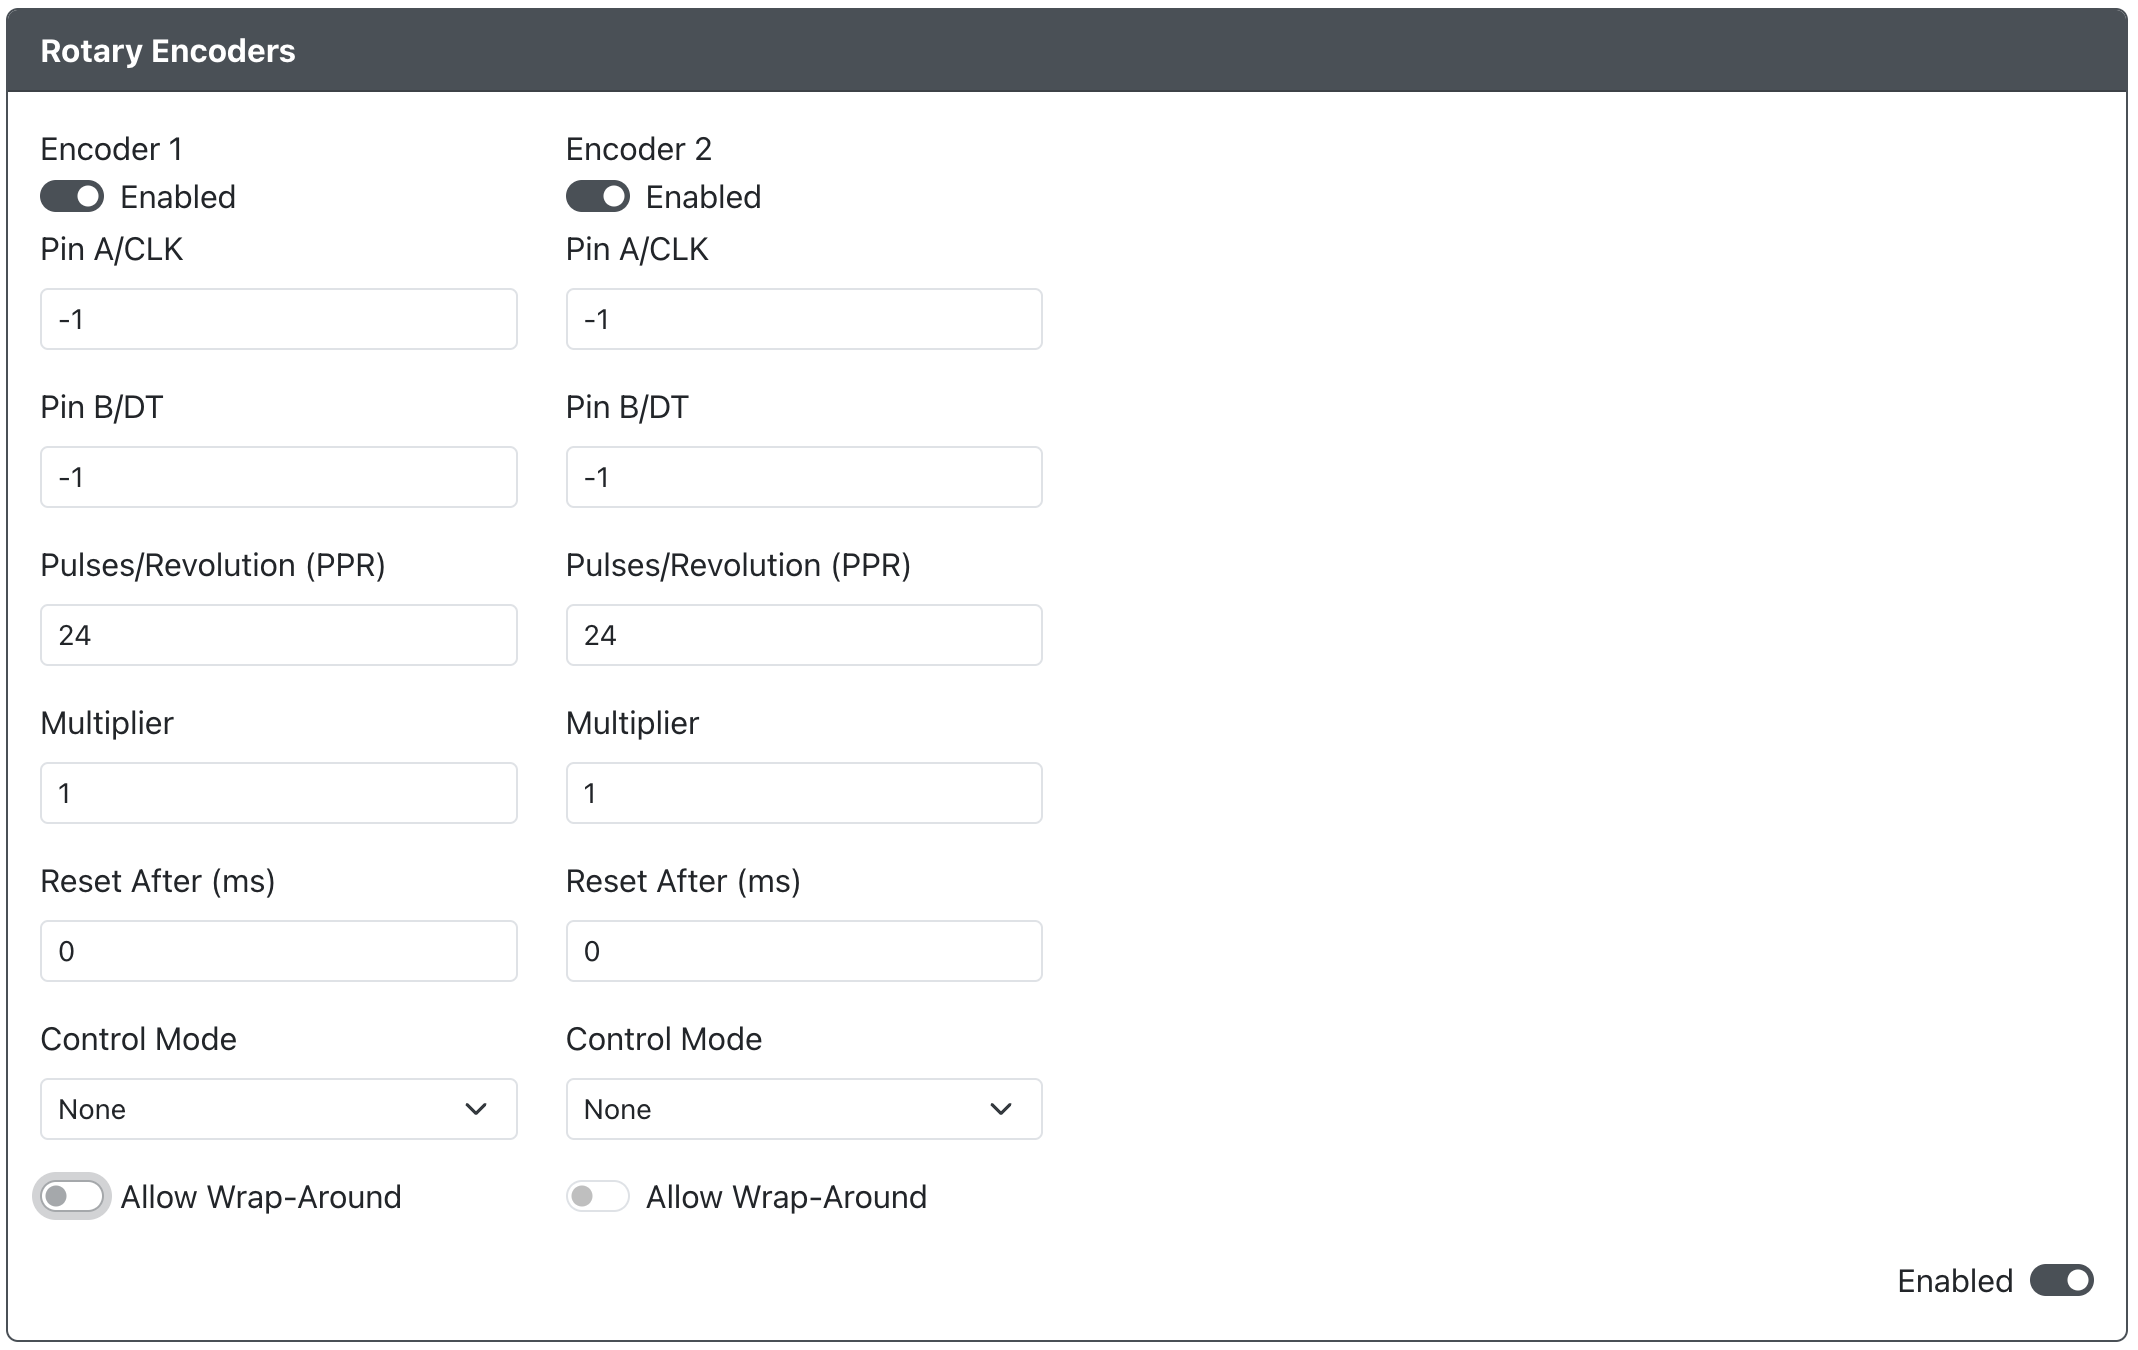 Rotary Encoders
Encoder 1
Enabled
Pin A/CLK
-1
Pin B/DT
-1
Pulses/Revolution (PPR)
24
Multiplier
1
Reset After (ms)
0
Control Mode
None
Allow Wrap-Around
Encoder 2
Enabled
Pin A/CLK
-1
Pin B/DT
-1
Pulses/Revolution (PPR)
24
Multiplier
1
Reset After (ms)
0
Control Mode
None
Allow Wrap-Around
Enabled